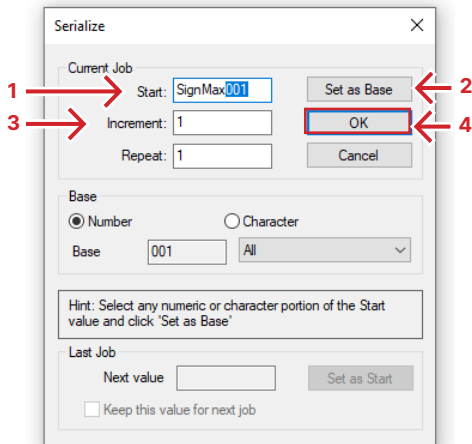 Serialize
Current Job
1 Start: SignMax001 Set as Base 2
3 Increment: 1 OK 4
Repeat: 1 Cancel
Base
Number Character
Base 001 All
Hint: Select any numeric or character portion of the Start
value and click 'Set as Base'
Last Job
Next value Set as Start
Keep this value for next job